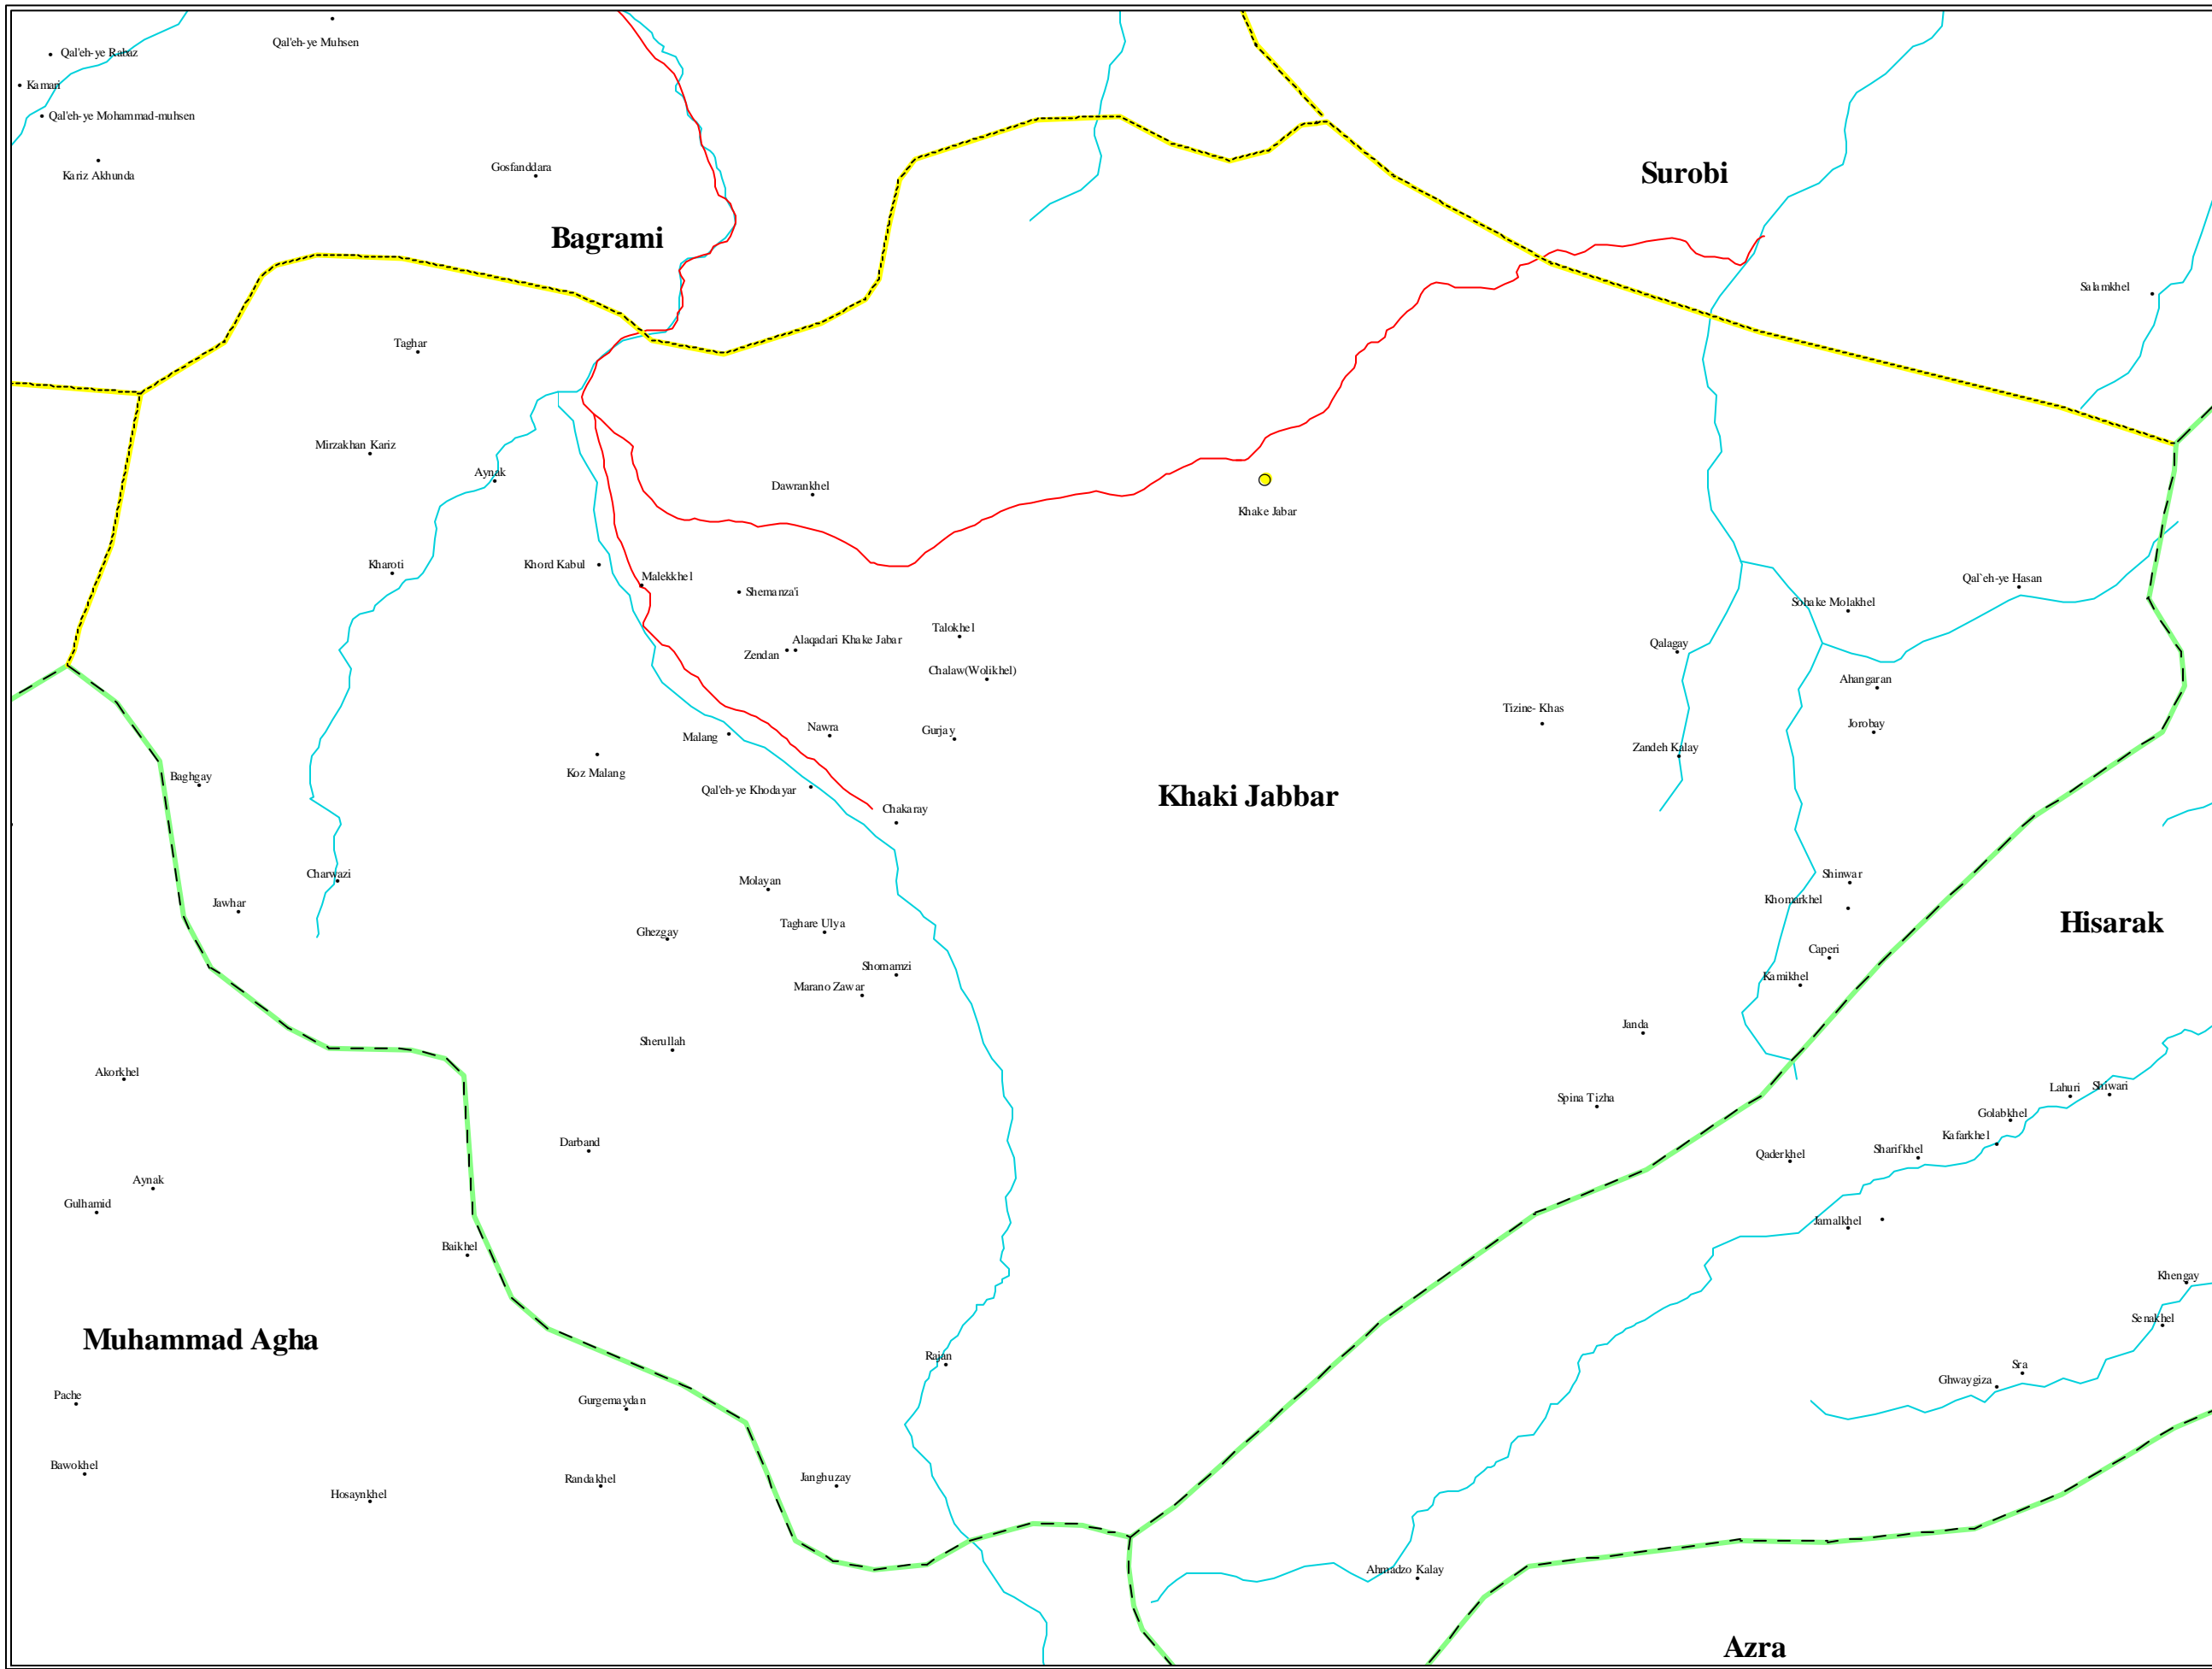 Qal'eh-ye Muhsen
Qal'eh-ye Rabaz
Kamari
Qal'eh-ye Mohammad-muhsen
Kariz Akhunda
Gosfanddara
Surobi
Bagrami
Salamkhel
Taghar
Mirzakhan Kariz
Aynak
Dawrankhel
Khake Jabar
Kharoti
Khord Kabul
Malekkhel
Shemanza'i
Qal`eh-ye Hasan
Sohake Molakhel
Talokhel
Alaqadari Khake Jabar
Zendan
Qalagay
Chalaw(Wolikhel)
Ahangaran
Tizine- Khas
Jorobay
Nawra
Gurjay
Malang
Zandeh Kalay
Koz Malang
Baghgay
Qal'eh-ye Khodayar
Khaki Jabbar
Chakaray
Charwazi
Shinwar
Molayan
Khomarkhel
Jawhar
Taghare Ulya
Hisarak
Ghezgay
Caperi
Shomamzi
Kamikhel
Marano Zawar
Janda
Sherullah
Akorkhel
Lahuri
Shiwari
Spina Tizha
Golabkhel
Kafarkhel
Darband
Sharifkhel
Qaderkhel
Aynak
Gulhamid
Jamalkhel
Baikhel
Khengay
Senakhel
Muhammad Agha
Rajan
Sra
Ghwaygiza
Pache
Gurgemaydan
Bawokhel
Randakhel
Janghuzay
Hosaynkhel
Ahmadzo Kalay
Azra